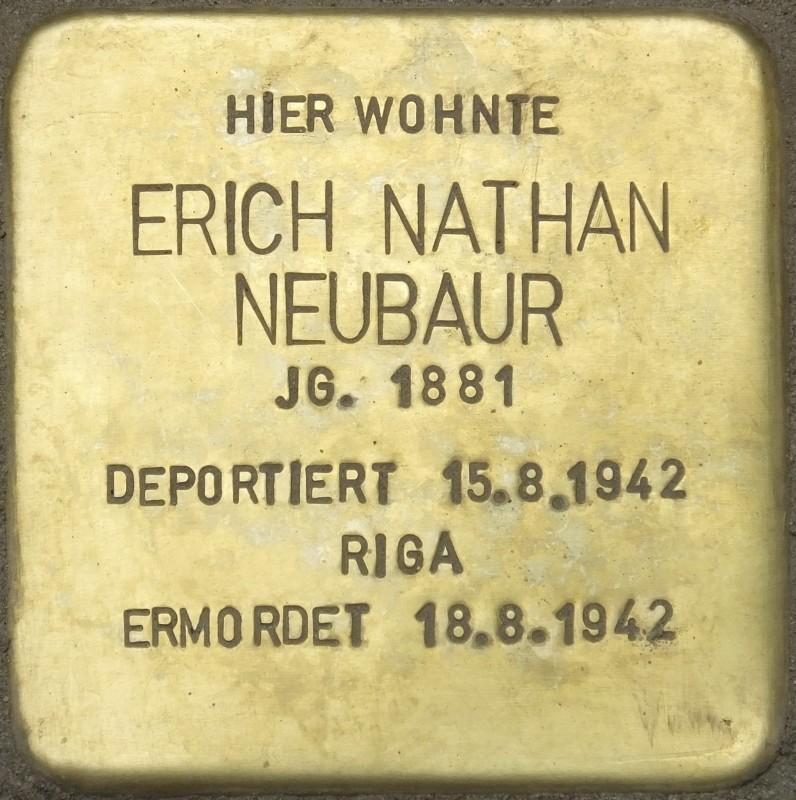 HIER WOHNTE
ERICH NATHAN
NEUBAUR
JG. 1881
DEPORTIERT 15.8.1942
RIGA
ERMORDET 18.8.1942